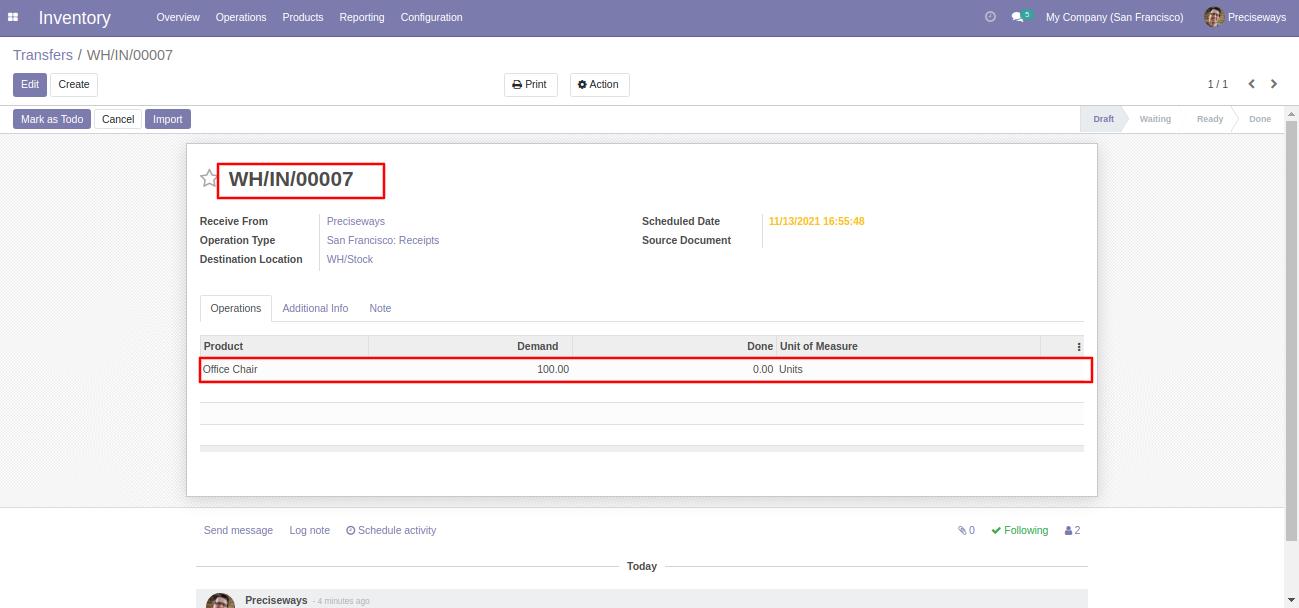 Inventory Overview Operations Products Reporting Configuration 5 My Company (San Francisco) Preciseways
Transfers / WH/IN/00007
Edit Create Print Action 1 / 1
Mark as Todo Cancel Import Draft Waiting Ready Done
WH/IN/00007
Receive From Preciseways Scheduled Date 11/13/2021 16:55:48
Operation Type San Francisco: Receipts Source Document
Destination Location WH/Stock
Operations Additional Info Note
Product Demand Done Unit of Measure
Office Chair 100.00 0.00 Units
Send message Log note Schedule activity 0 Following 2
Today
Preciseways - 4 minutes ago